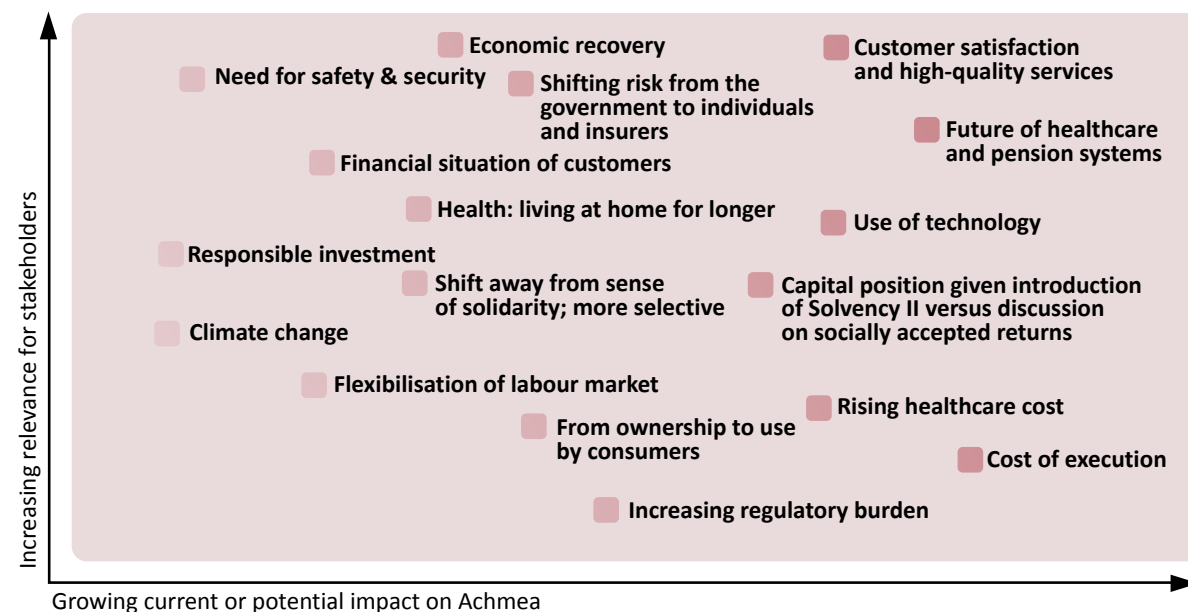 Increasing relevance for stakeholders
Economic recovery
Customer satisfaction
and high-quality services
Need for safety & security
Shifting risk from the
government to individuals
and insurers
Future of healthcare
and pension systems
Financial situation of customers
Health: living at home for longer
Use of technology
Responsible investment
Shift away from sense
of solidarity; more selective
Capital position given introduction
of Solvency II versus discussion
on socially accepted returns
Climate change
Flexibilisation of labour market
Rising healthcare cost
From ownership to use
by consumers
Cost of execution
Increasing regulatory burden
Growing current or potential impact on Achmea